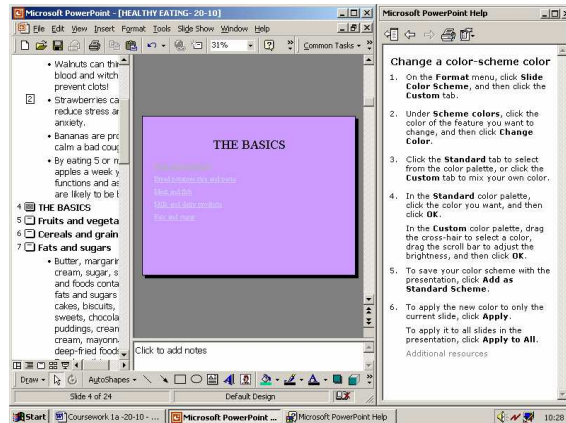 Microsoft PowerPoint - [HEALTHY EATING- 20-10]
File Edit View Insert Format Tools Slide Show Window Help
31% Common Tasks
• Walnuts can thin
blood and witch
prevent clots!
2 • Strawberries ca
reduce stress an
anxiety.
• Bananas are pro
calm a bad coug
• By eating 5 or m
apples a week y
functions and as
are likely to be
4 THE BASICS
5 Fruits and vegeta
6 Cereals and grain
7 Fats and sugars
• Butter, margarin
cream, sugar, s
and foods conta
fats and sugars
cakes, biscuits,
sweets, chocola
puddings, crean
cream, mayonn
deep-fried foods
THE BASICS
Bread potatoes rice and pasta
Meat and fish
Milk and dairy products
Fats and sugar
Click to add notes
Draw AutoShapes
Slide 4 of 24 Default Design
Start Coursework 1a -20-10 - ... Microsoft PowerPoint ... Microsoft PowerPoint Help 10:28
Microsoft PowerPoint Help
Change a color-scheme color
1. On the Format menu, click Slide
Color Scheme, and then click the
Custom tab.
2. Under Scheme colors, click the
color of the feature you want to
change, and then click Change
Color.
3. Click the Standard tab to select
from the color palette, or click the
Custom tab to mix your own color.
4. In the Standard color palette,
click the color you want, and then
click OK.
In the Custom color palette, drag
the cross-hair to select a color,
drag the scroll bar to adjust the
brightness, and then click OK.
5. To save your color scheme with the
presentation, click Add as
Standard Scheme.
6. To apply the new color to only the
current slide, click Apply.
To apply it to all slides in the
presentation, click Apply to All.
Additional resources